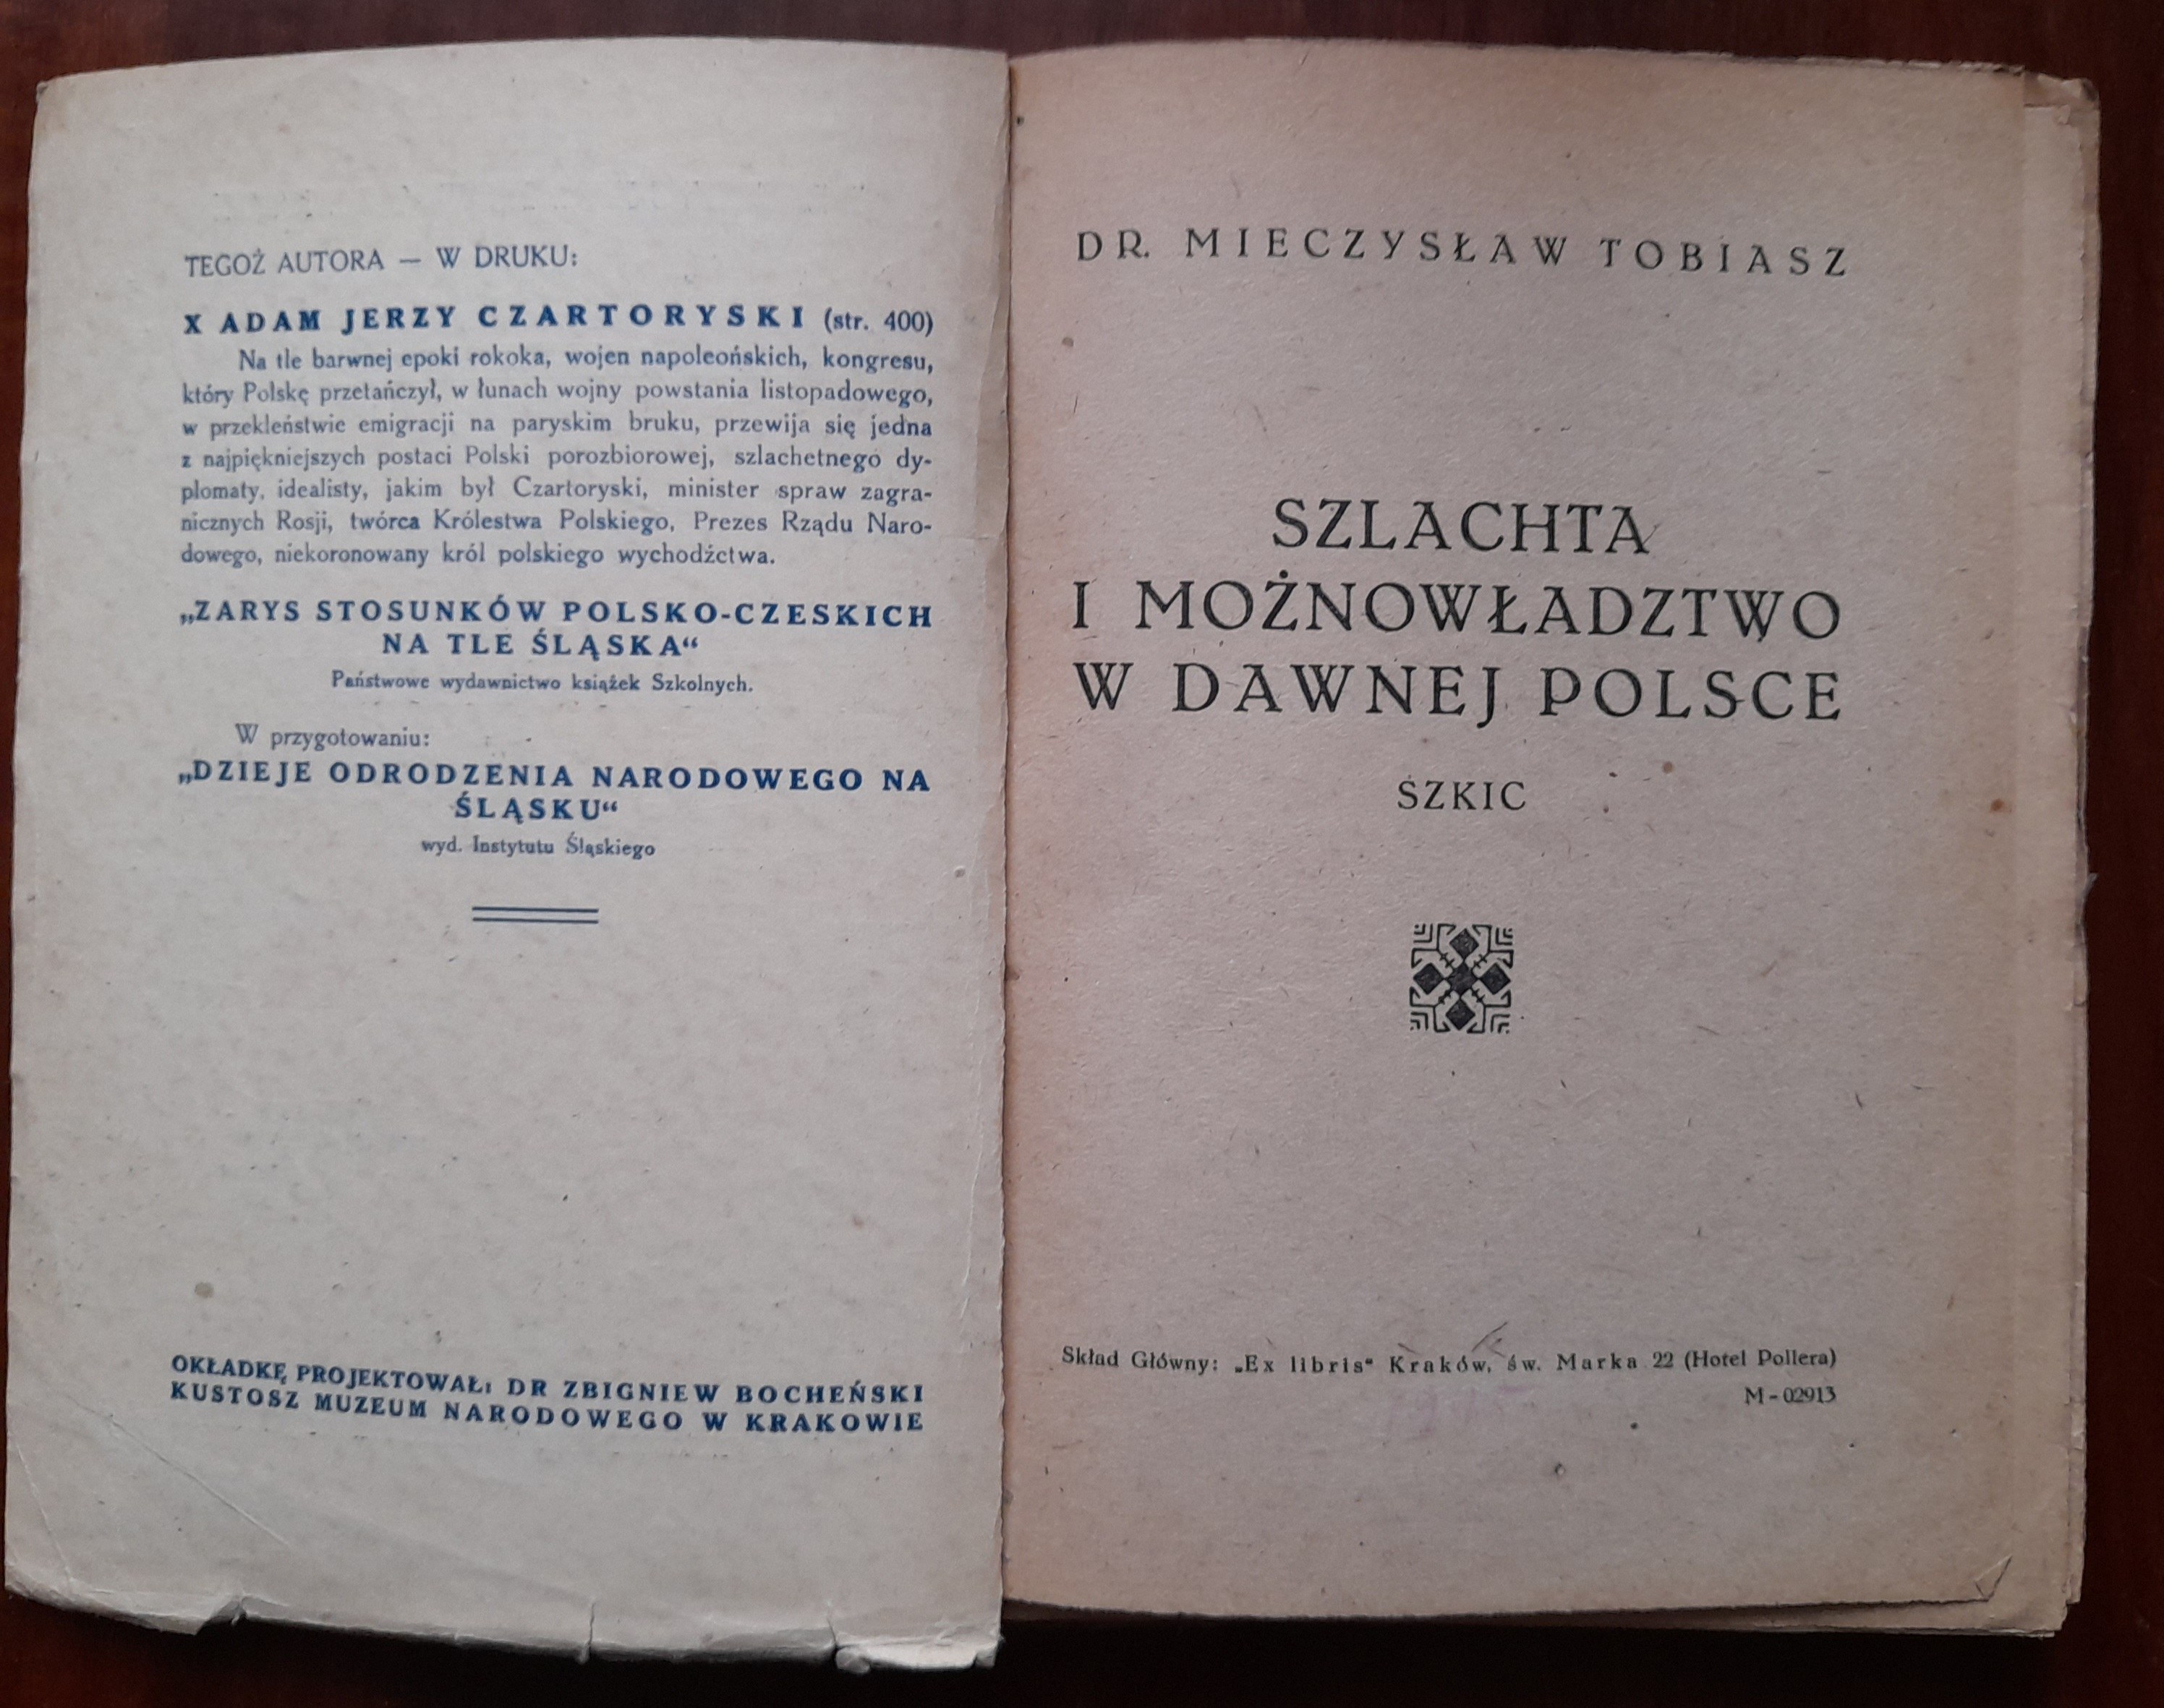 TEGOŻ AUTORA — W DRUKU:
X ADAM JERZY CZARTORYSKI (str. 400)
Na tle barwnej epoki rokoka, wojen napoleońskich, kongresu,
który Polskę przetańczył, w łunach wojny powstania listopadowego,
w przekleństwie emigracji na paryskim bruku, przewija się jedna
z najpiękniejszych postaci Polski porozbiorowej, szlachetnego dy-
plomaty, idealisty, jakim był Czartoryski, minister spraw zagra-
nicznych Rosji, twórca Królestwa Polskiego, Prezes Rządu Naro-
dowego, niekoronowany król polskiego wychodźctwa.
„ZARYS STOSUNKÓW POLSKO-CZESKICH
NA TLE ŚLĄSKA“
Państwowe wydawnictwo książek Szkolnych.
W przygotowaniu:
„DZIEJE ODRODZENIA NARODOWEGO NA
ŚLĄSKU“
wyd. Instytutu Śląskiego
OKŁADKĘ PROJEKTOWAŁ: DR ZBIGNIEW BOCHEŃSKI
KUSTOSZ MUZEUM NARODOWEGO W KRAKOWIE
DR. MIECZYSŁAW TOBIASZ
SZLACHTA
I MOŻNOWŁADZTWO
W DAWNEJ POLSCE
SZKIC
Skład Główny: „Ex libris“ Kraków, św. Marka 22 (Hotel Pollera)
M-02913